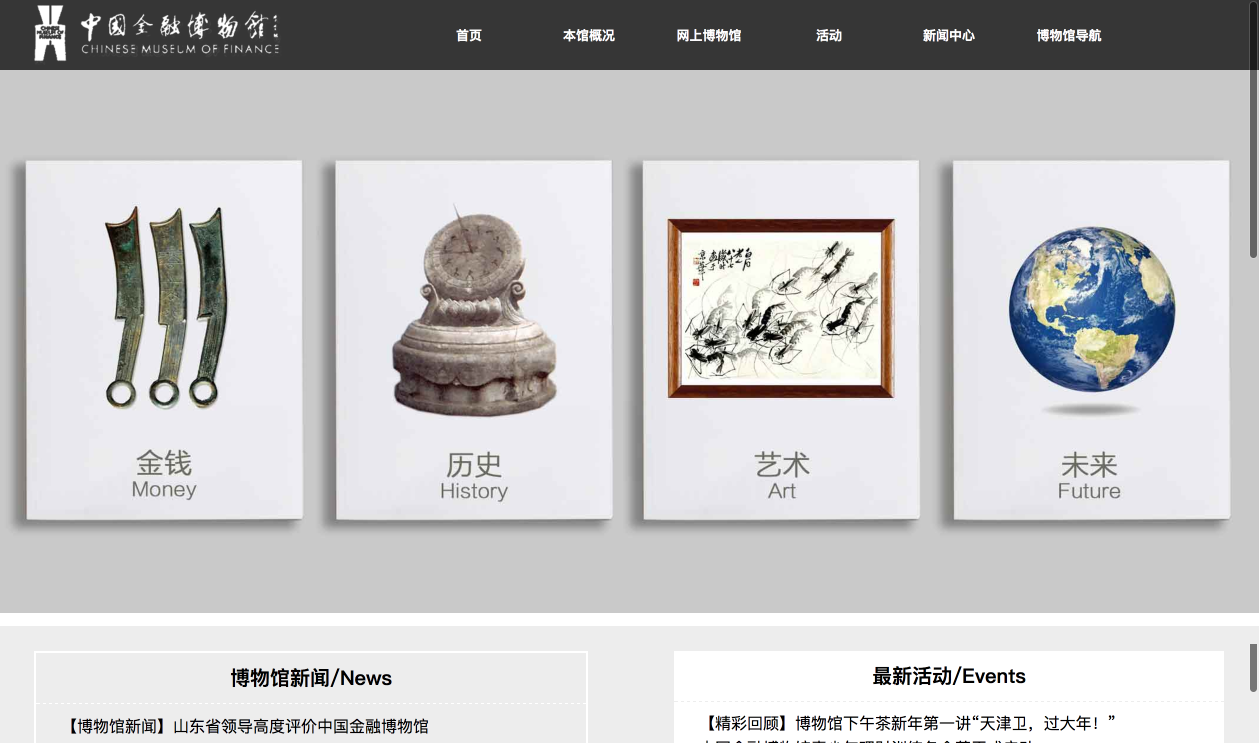 中国金融博物館
CHINESE MUSEUM OF FINANCE
首页
本馆概况
网上博物馆
活动
新闻中心
博物馆导航
金钱
Money
历史
History
艺术
Art
未来
Future
博物馆新闻/News
【博物馆新闻】山东省领导高度评价中国金融博物馆
最新活动/Events
【精彩回顾】博物馆下午茶新年第一讲“天津卫，过大年！”